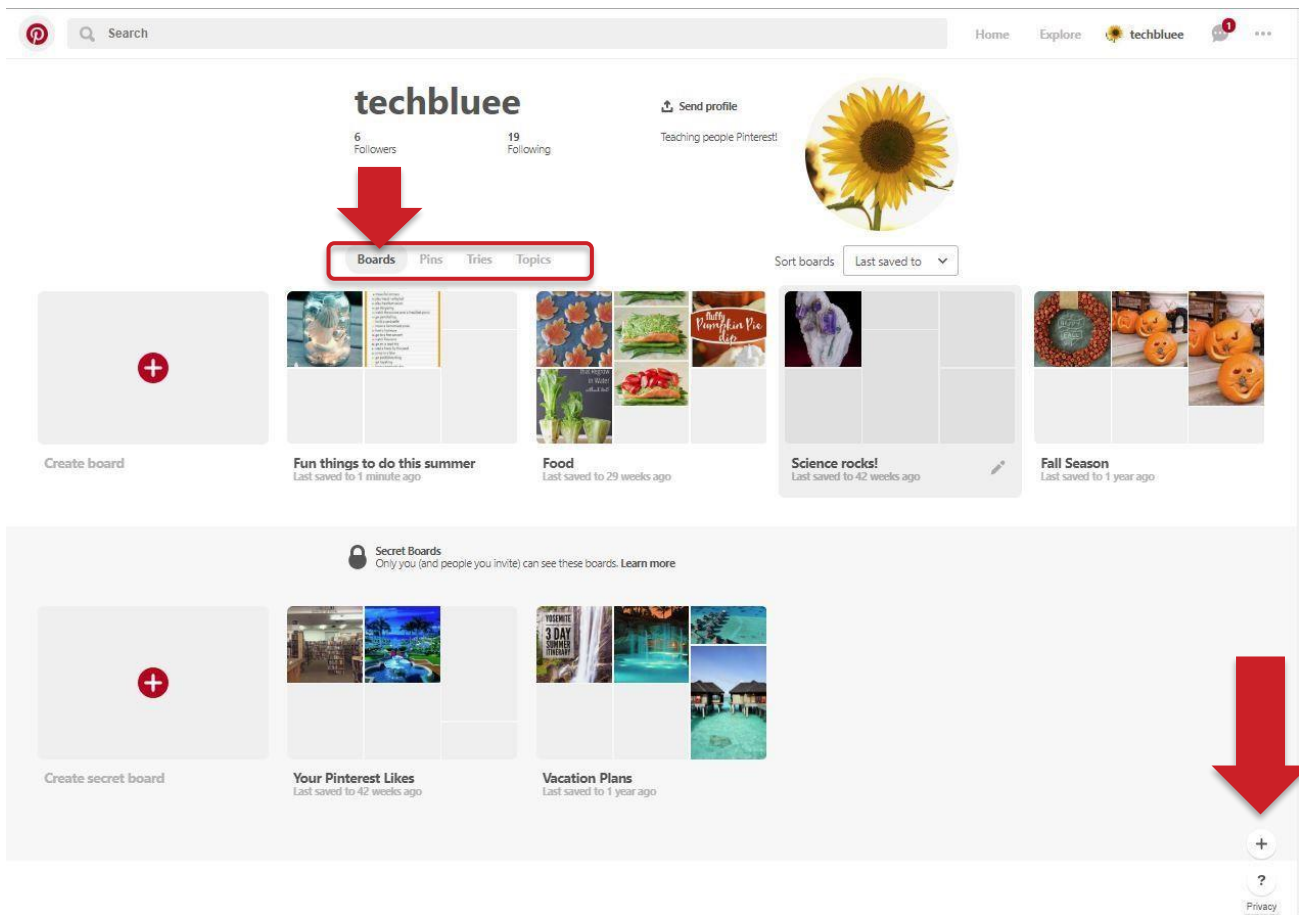 Search
Home Explore techbluee 1
techbluee
6
Followers
19
Following
Send profile
Teaching people Pinterest!
Boards Pins Tries Topics
Sort boards Last saved to
fluffy
Pumpkin Pie
dip
that Regrow
in Water
Create board
Fun things to do this summer
Last saved to 1 minute ago
Food
Last saved to 29 weeks ago
Science rocks!
Last saved to 42 weeks ago
Fall Season
Last saved to 1 year ago
Secret Boards
Only you (and people you invite) can see these boards. Learn more
YOSEMITE
3 DAY
SUMMER
ITINERARY
Create secret board
Your Pinterest Likes
Last saved to 42 weeks ago
Vacation Plans
Last saved to 1 year ago
+
?
Privacy